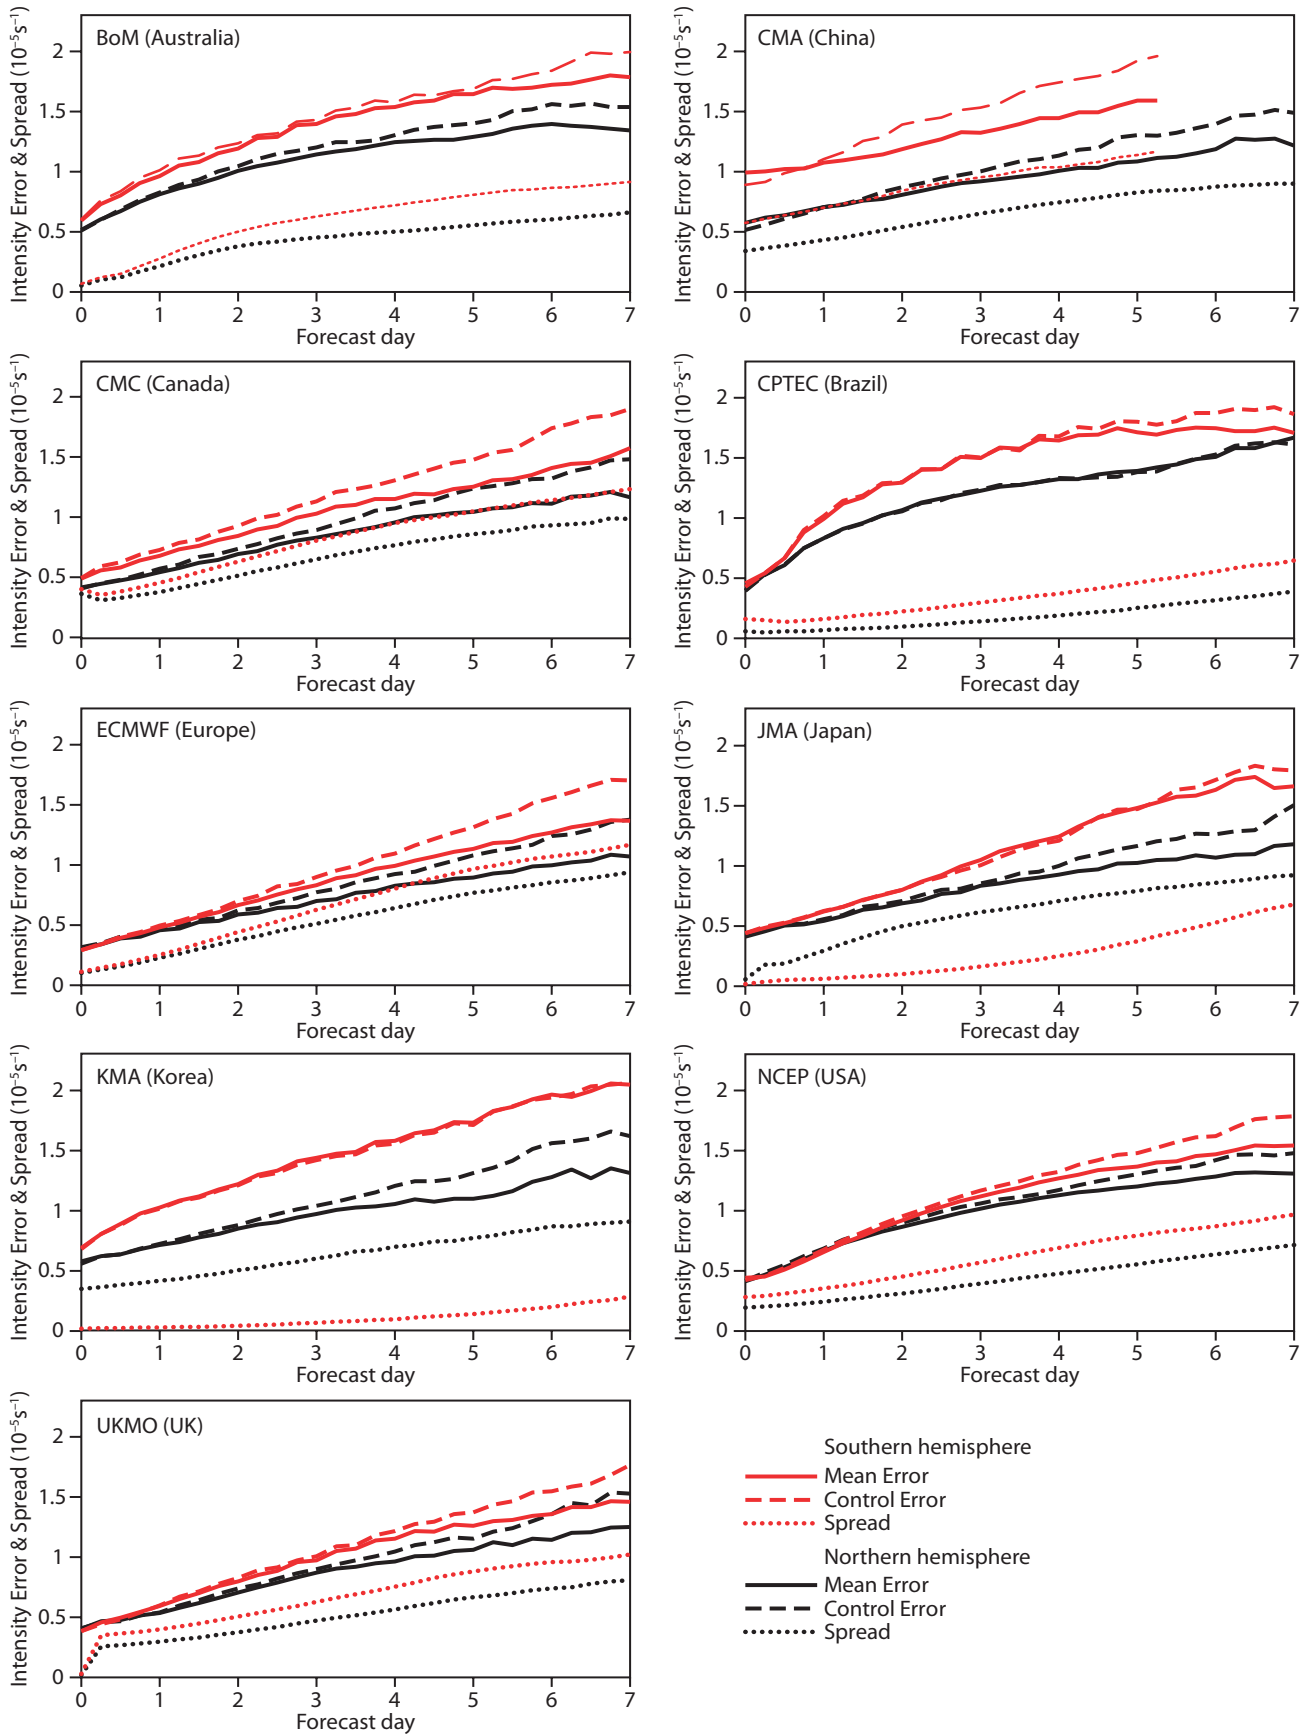 BoM (Australia)
Intensity Error & Spread (10⁻⁵s⁻¹)
2
1.5
1
0.5
0
0 1 2 3 4 5 6 7
Forecast day
CMA (China)
Intensity Error & Spread (10⁻⁵s⁻¹)
2
1.5
1
0.5
0
0 1 2 3 4 5 6 7
Forecast day
CMC (Canada)
Intensity Error & Spread (10⁻⁵s⁻¹)
2
1.5
1
0.5
0
0 1 2 3 4 5 6 7
Forecast day
CPTEC (Brazil)
Intensity Error & Spread (10⁻⁵s⁻¹)
2
1.5
1
0.5
0
0 1 2 3 4 5 6 7
Forecast day
ECMWF (Europe)
Intensity Error & Spread (10⁻⁵s⁻¹)
2
1.5
1
0.5
0
0 1 2 3 4 5 6 7
Forecast day
JMA (Japan)
Intensity Error & Spread (10⁻⁵s⁻¹)
2
1.5
1
0.5
0
0 1 2 3 4 5 6 7
Forecast day
KMA (Korea)
Intensity Error & Spread (10⁻⁵s⁻¹)
2
1.5
1
0.5
0
0 1 2 3 4 5 6 7
Forecast day
NCEP (USA)
Intensity Error & Spread (10⁻⁵s⁻¹)
2
1.5
1
0.5
0
0 1 2 3 4 5 6 7
Forecast day
UKMO (UK)
Intensity Error & Spread (10⁻⁵s⁻¹)
2
1.5
1
0.5
0
0 1 2 3 4 5 6 7
Forecast day
Southern hemisphere
Mean Error
Control Error
Spread
Northern hemisphere
Mean Error
Control Error
Spread